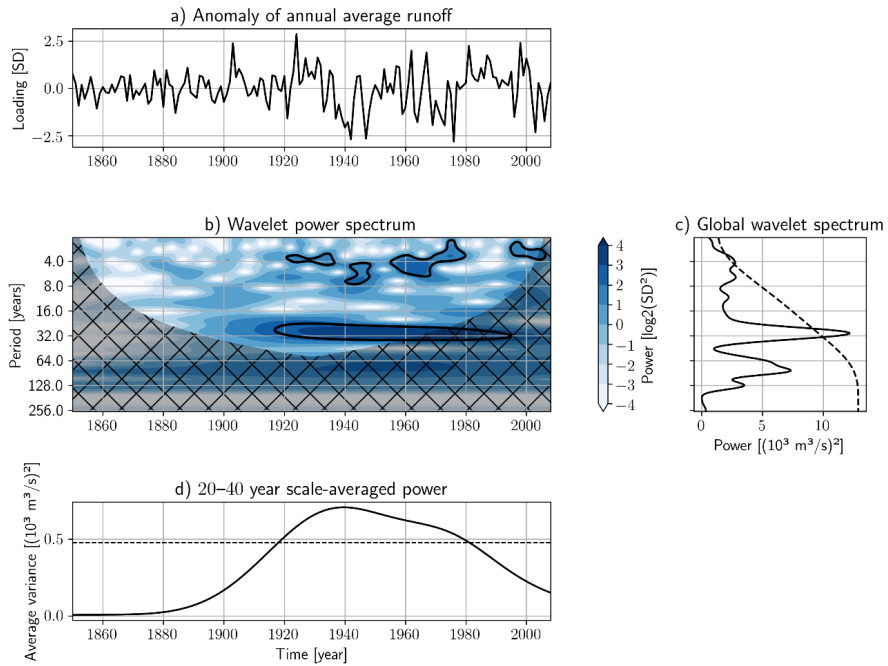 a) Anomaly of annual average runoff
Loading [SD]
2.5
0.0
−2.5
1860 1880 1900 1920 1940 1960 1980 2000
b) Wavelet power spectrum
Period [years]
4.0
8.0
16.0
32.0
64.0
128.0
256.0
1860 1880 1900 1920 1940 1960 1980 2000
4
3
2
1
0
−1
−2
−3
−4
Power [log2(SD²)]
c) Global wavelet spectrum
0 5 10
Power [(10³ m³/s)²]
d) 20–40 year scale-averaged power
Average variance [(10³ m³/s)²]
0.5
0.0
1860 1880 1900 1920 1940 1960 1980 2000
Time [year]